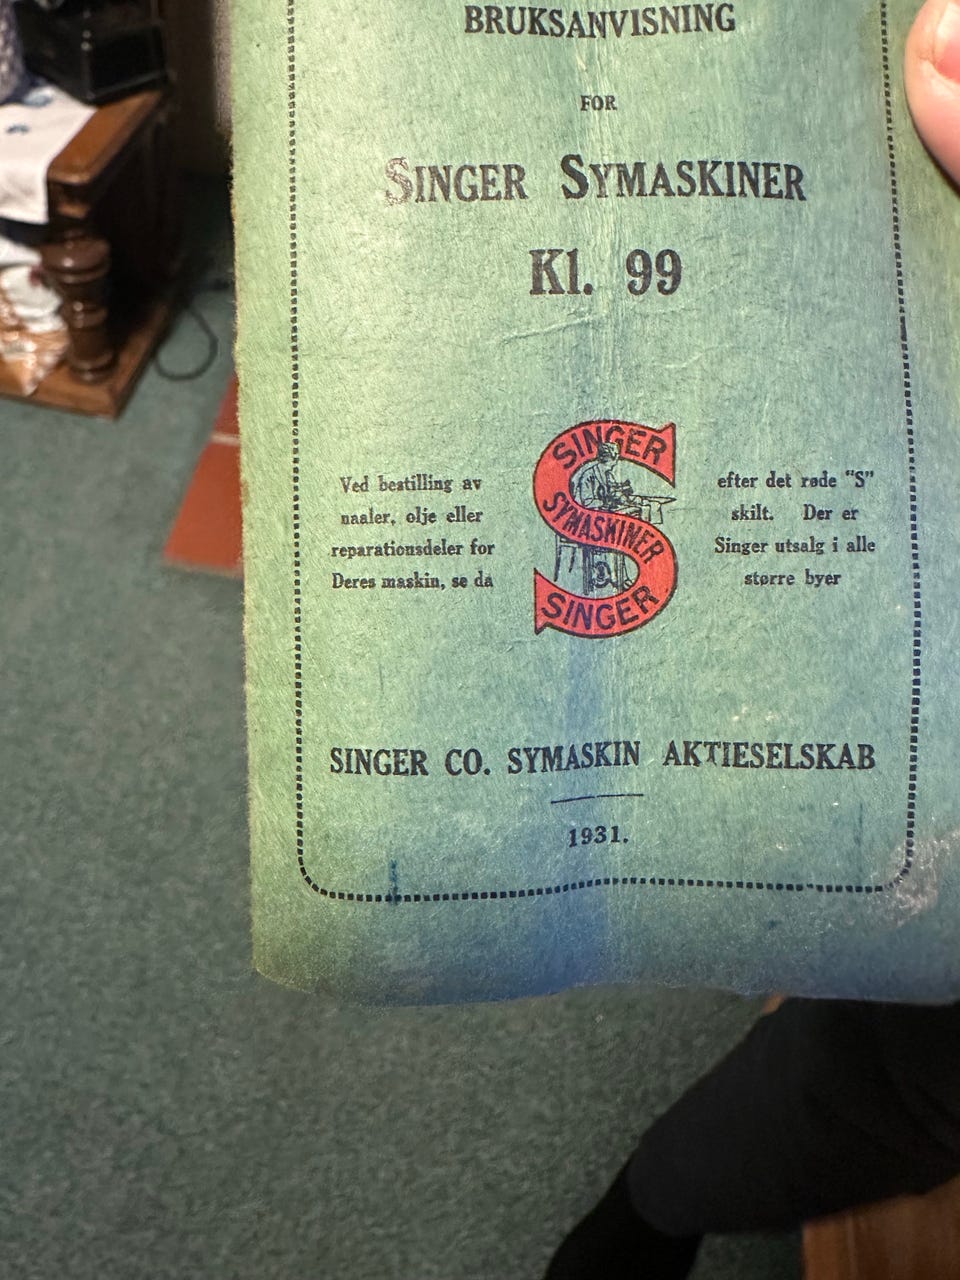 BRUKSANVISNING
FOR
SINGER SYMASKINER
Kl. 99
Ved bestilling av
naaler, olje eller
reparationsdeler for
Deres maskin, se da
SINGER
SYMASKINER
SINGER
efter det røde "S"
skilt. Der er
Singer utsalg i alle
større byer
SINGER CO. SYMASKIN AKTIESELSKAB
1931.